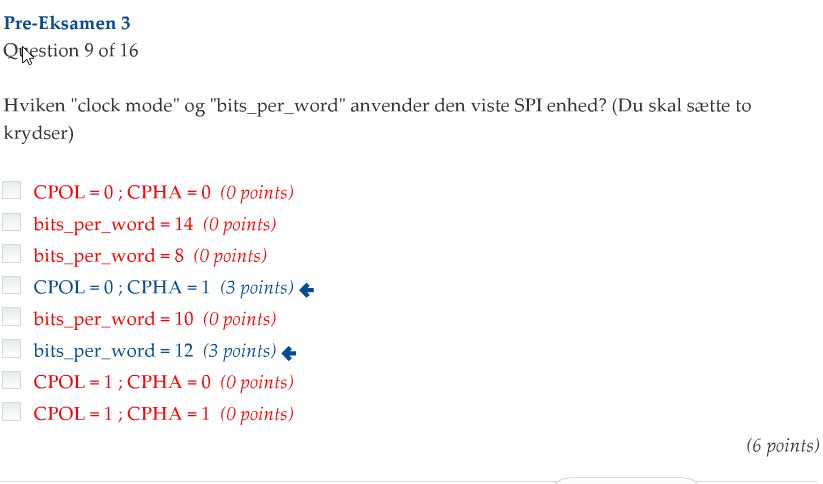 Pre-Eksamen 3
Question 9 of 16
Hviken "clock mode" og "bits_per_word" anvender den viste SPI enhed? (Du skal sætte to
krydser)
CPOL = 0 ; CPHA = 0 (0 points)
bits_per_word = 14 (0 points)
bits_per_word = 8 (0 points)
CPOL = 0 ; CPHA = 1 (3 points)
bits_per_word = 10 (0 points)
bits_per_word = 12 (3 points)
CPOL = 1 ; CPHA = 0 (0 points)
CPOL = 1 ; CPHA = 1 (0 points)
(6 points)